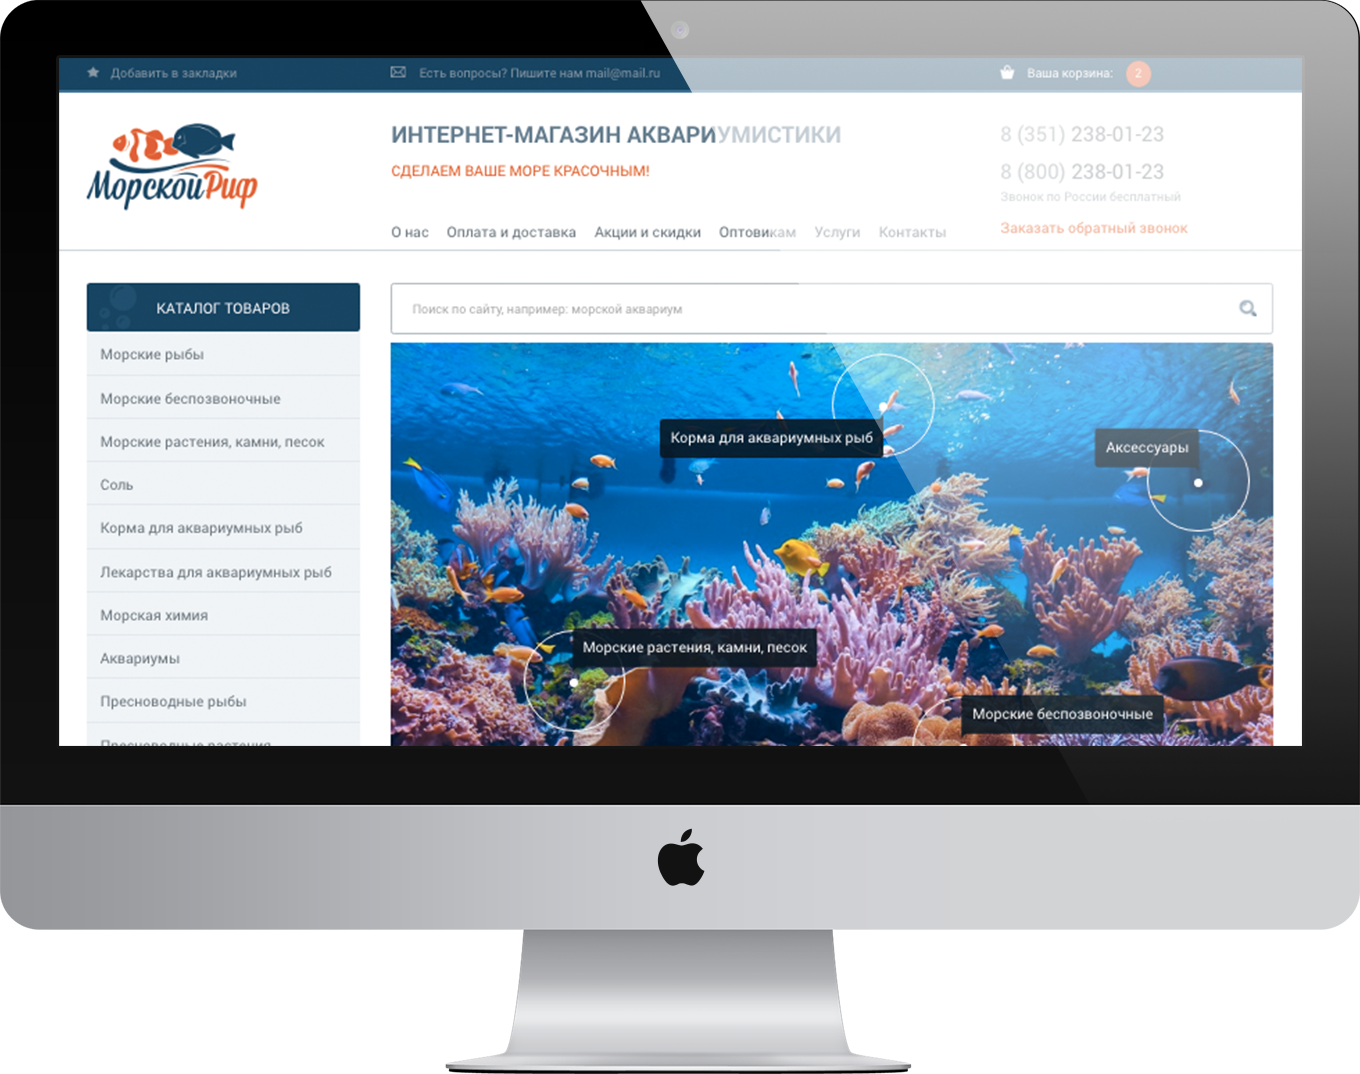 Добавить в закладки
Есть вопросы? Пишите нам mail@mail.ru
Ваша корзина: 2
Морской Риф
ИНТЕРНЕТ-МАГАЗИН АКВАРИУМИСТИКИ
СДЕЛАЕМ ВАШЕ МОРЕ КРАСОЧНЫМ!
8 (351) 238-01-23
8 (800) 238-01-23
Звонок по России бесплатный
Заказать обратный звонок
О нас Оплата и доставка Акции и скидки Оптовикам Услуги Контакты
КАТАЛОГ ТОВАРОВ
Морские рыбы
Морские беспозвоночные
Морские растения, камни, песок
Соль
Корма для аквариумных рыб
Лекарства для аквариумных рыб
Морская химия
Аквариумы
Пресноводные рыбы
Пресноводные растения
Поиск по сайту, например: морской аквариум
Корма для аквариумных рыб
Аксессуары
Морские растения, камни, песок
Морские беспозвоночные